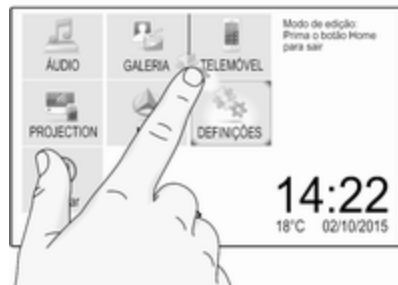 ÁUDIO
GALERIA
TELEMÓVEL
Modo de edição:
Prima o botão Home
para sair
PROJECTION
DEFINIÇÕES
14:22
18°C 02/10/2015